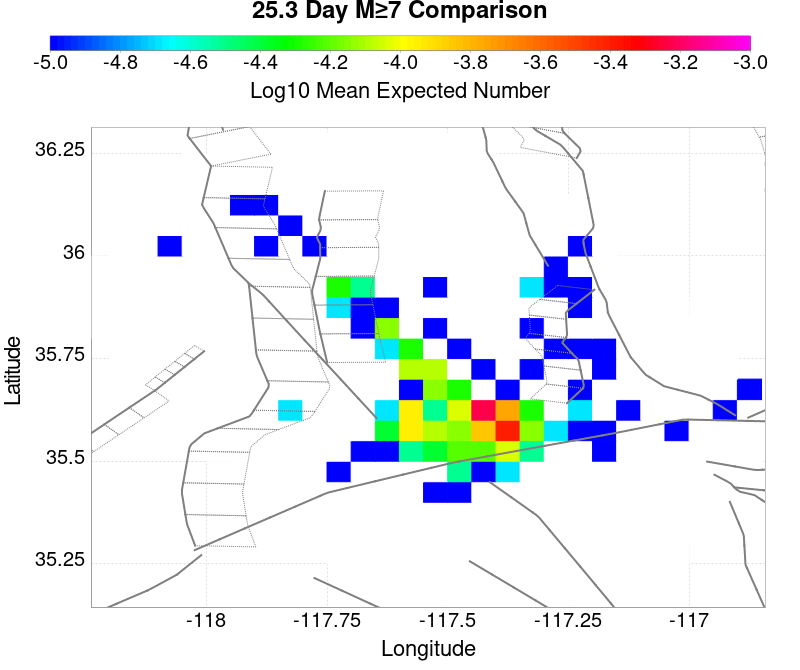 25.3 Day M≥7 Comparison
-5.0 -4.8 -4.6 -4.4 -4.2 -4.0 -3.8 -3.6 -3.4 -3.2 -3.0
Log10 Mean Expected Number
36.25
36
35.75
35.5
35.25
Latitude
-118 -117.75 -117.5 -117.25 -117
Longitude